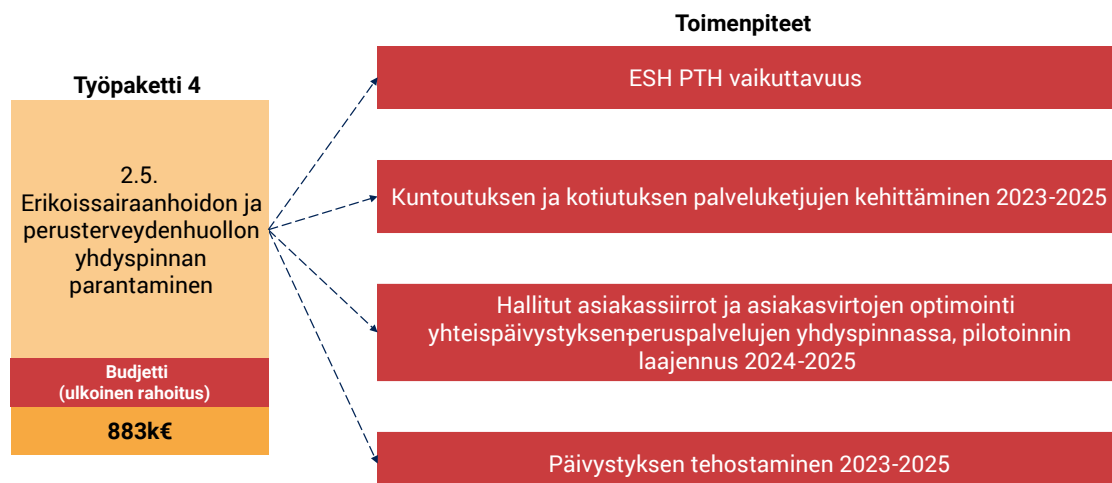 Työpaketti 4
2.5.
Erikoissairaanhoidon ja
perusterveydenhuollon
yhdyspinnan
parantaminen
Budjetti
(ulkoinen rahoitus)
883k€
Toimenpiteet
ESH PTH vaikuttavuus
Kuntoutuksen ja kotiutuksen palveluketjujen kehittäminen 2023-2025
Hallitut asiakassiirrot ja asiakasvirtojen optimointi
yhteispäivystyksen-peruspalvelujen yhdyspinnassa, pilotoinnin
laajennus 2024-2025
Päivystyksen tehostaminen 2023-2025